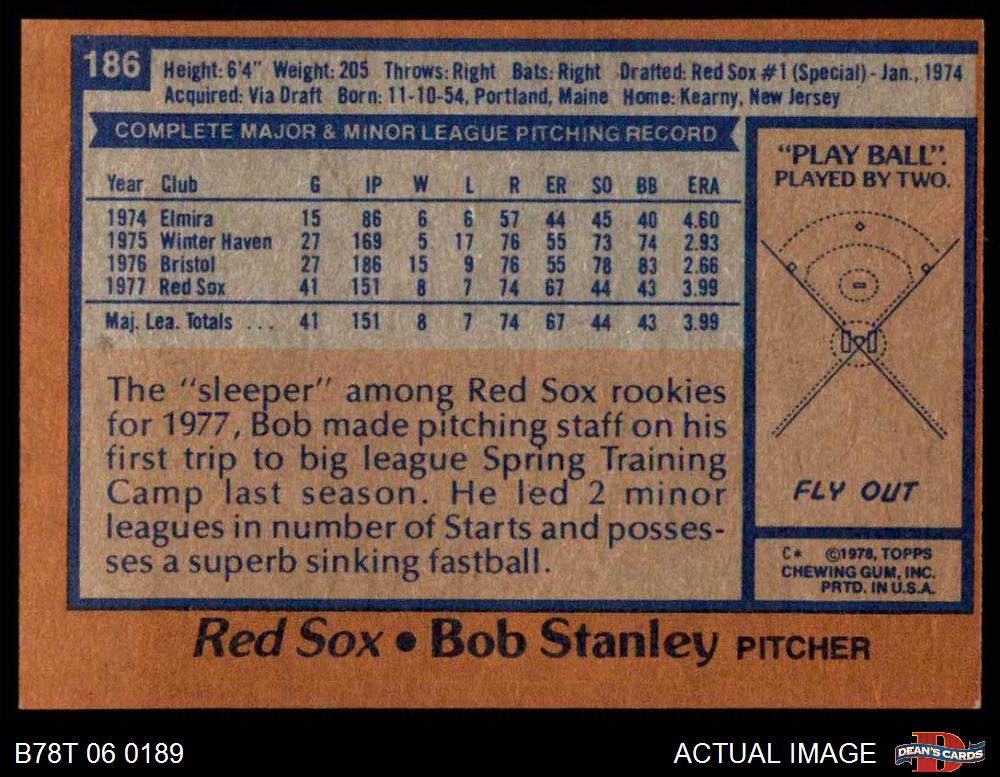 186
Height: 6'4" Weight: 205 Throws: Right Bats: Right Drafted: Red Sox #1 (Special) - Jan., 1974
Acquired: Via Draft Born: 11-10-54, Portland, Maine Home: Kearny, New Jersey
COMPLETE MAJOR & MINOR LEAGUE PITCHING RECORD
Year Club G IP W L R ER SO BB ERA
1974 Elmira 15 86 6 6 57 44 45 40 4.60
1975 Winter Haven 27 169 5 17 76 55 73 74 2.93
1976 Bristol 27 186 15 9 76 55 78 83 2.66
1977 Red Sox 41 151 8 7 74 67 44 43 3.99
Maj. Lea. Totals ... 41 151 8 7 74 67 44 43 3.99
The "sleeper" among Red Sox rookies
for 1977, Bob made pitching staff on his
first trip to big league Spring Training
Camp last season. He led 2 minor
leagues in number of Starts and posses-
ses a superb sinking fastball.
"PLAY BALL".
PLAYED BY TWO.
FLY OUT
C* ©1978, TOPPS
CHEWING GUM, INC.
PRTD. IN U.S.A.
Red Sox • Bob Stanley PITCHER
B78T 06 0189
ACTUAL IMAGE
D
DEAN'S CARDS